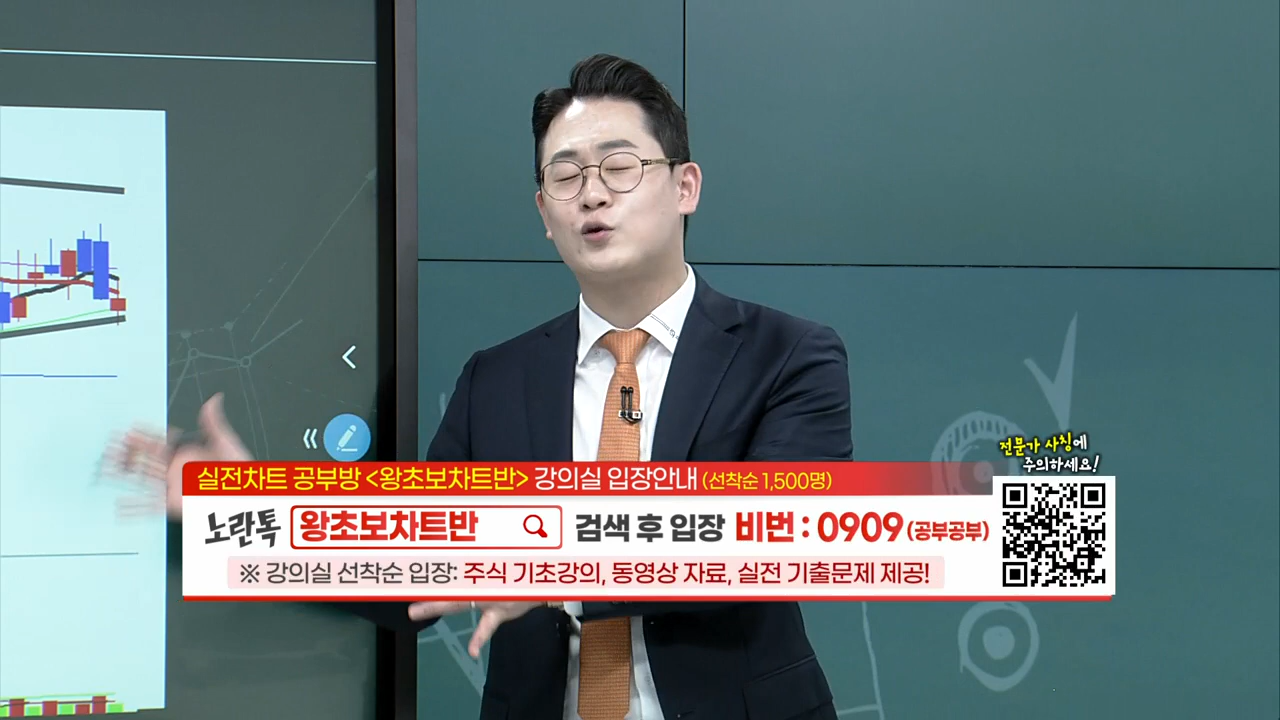 전문가 사칭에
주의하세요!
실전차트 공부방 <왕초보차트반> 강의실 입장안내 (선착순 1,500명)
노란톡 왕초보차트반 검색 후 입장 비번 : 0909 (공부공부)
※ 강의실 선착순 입장: 주식 기초강의, 동영상 자료, 실전 기출문제 제공!